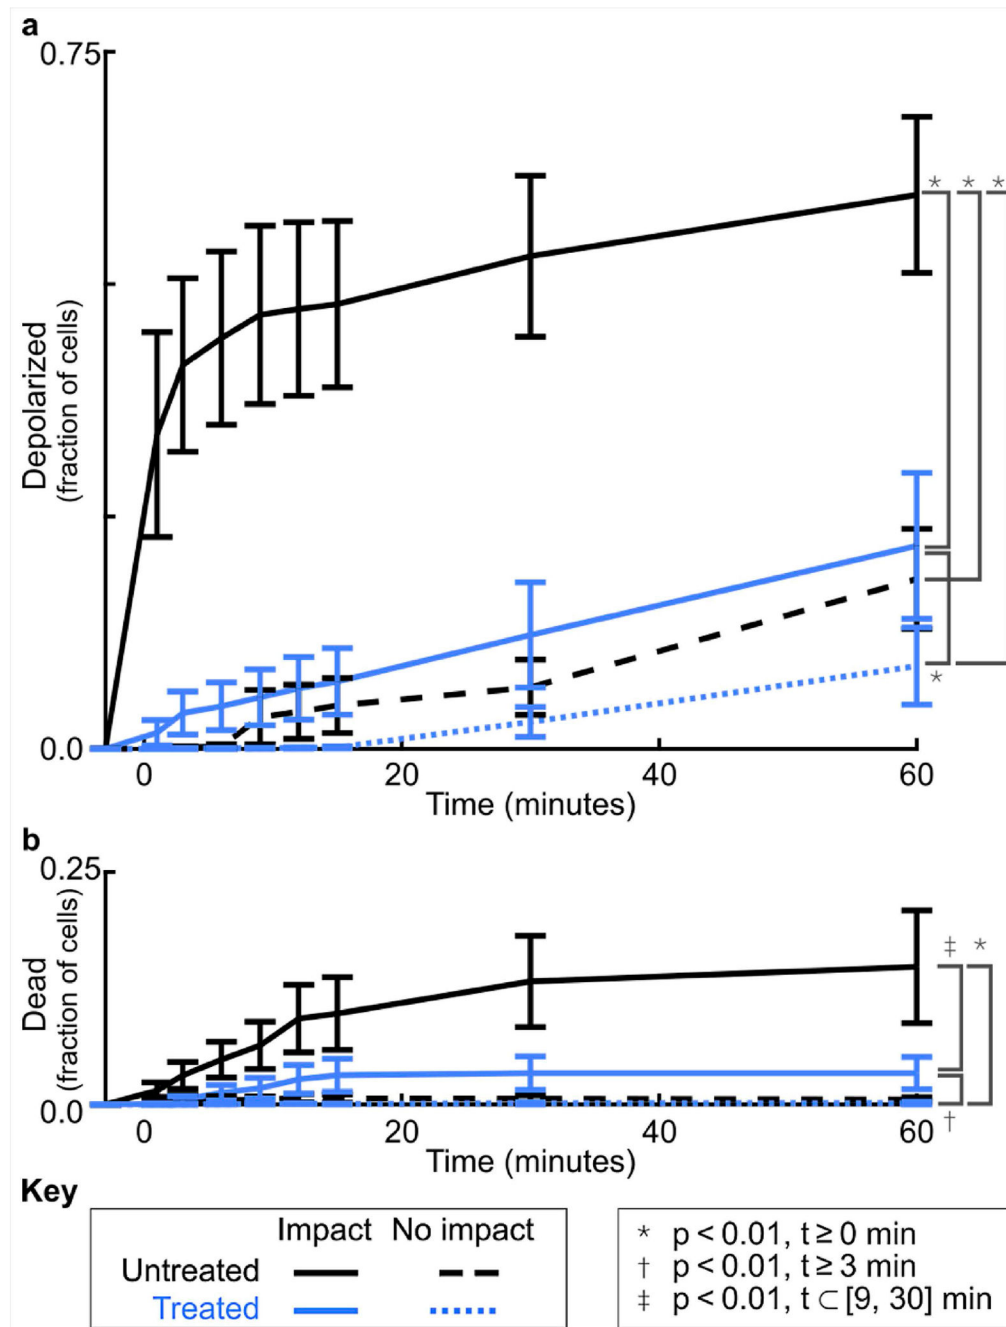 a
0.75
Depolarized
(fraction of cells)
* * *
*
0.0
0 20 40 60
Time (minutes)
b
0.25
Dead
(fraction of cells)
‡ *
†
0.0
0 20 40 60
Time (minutes)
Key
Impact No impact
Untreated
Treated
* p < 0.01, t ≥ 0 min
† p < 0.01, t ≥ 3 min
‡ p < 0.01, t ⊂ [9, 30] min